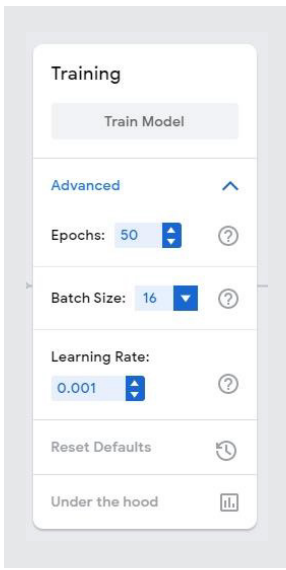 Training
Train Model
Advanced
Epochs: 50
Batch Size: 16
Learning Rate:
0.001
Reset Defaults
Under the hood